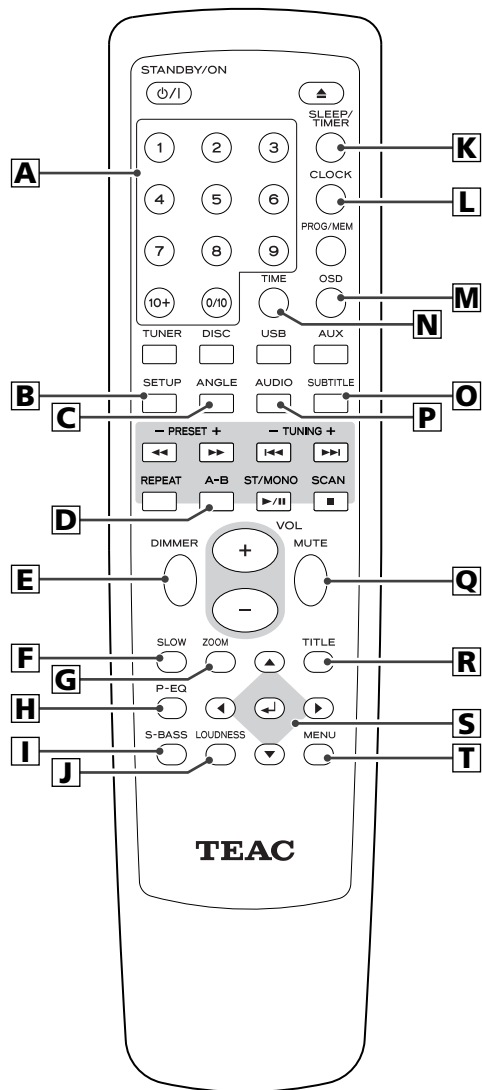 STANDBY/ON
⏻/I
SLEEP/
TIMER
1 2 3
K
A
CLOCK
4 5 6
L
PROG/MEM
7 8 9
TIME OSD
10+ 0/10
M
N
TUNER DISC USB AUX
B
SETUP ANGLE AUDIO SUBTITLE
O
C
P
− PRESET + − TUNING +
REPEAT A-B ST/MONO SCAN
D
VOL
DIMMER + MUTE
E
Q
−
SLOW ZOOM TITLE
F
R
G
P-EQ
H
S
S-BASS LOUDNESS MENU
I
J
T
TEAC